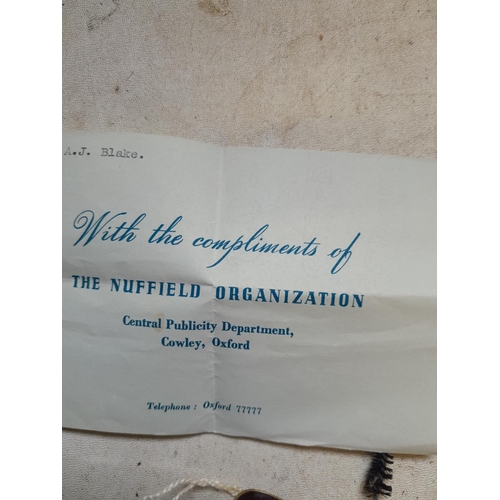 A.J. Blake.
With the compliments of
THE NUFFIELD ORGANIZATION
Central Publicity Department,
Cowley, Oxford
Telephone: Oxford 77777